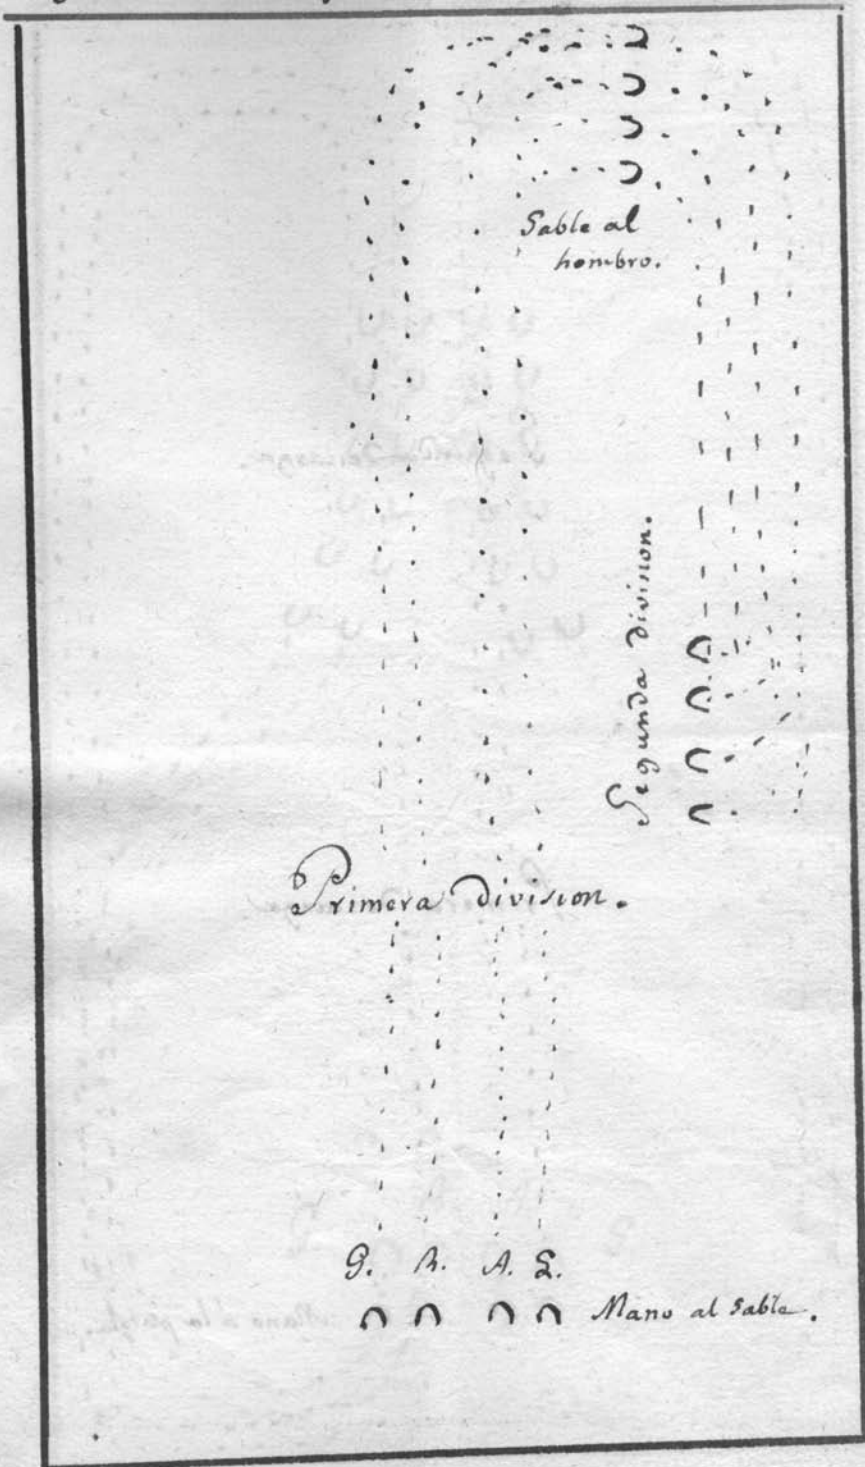 Sable al
hombro.
Segunda division.
Primera division.
G. R. A. L.
Mano al sable.